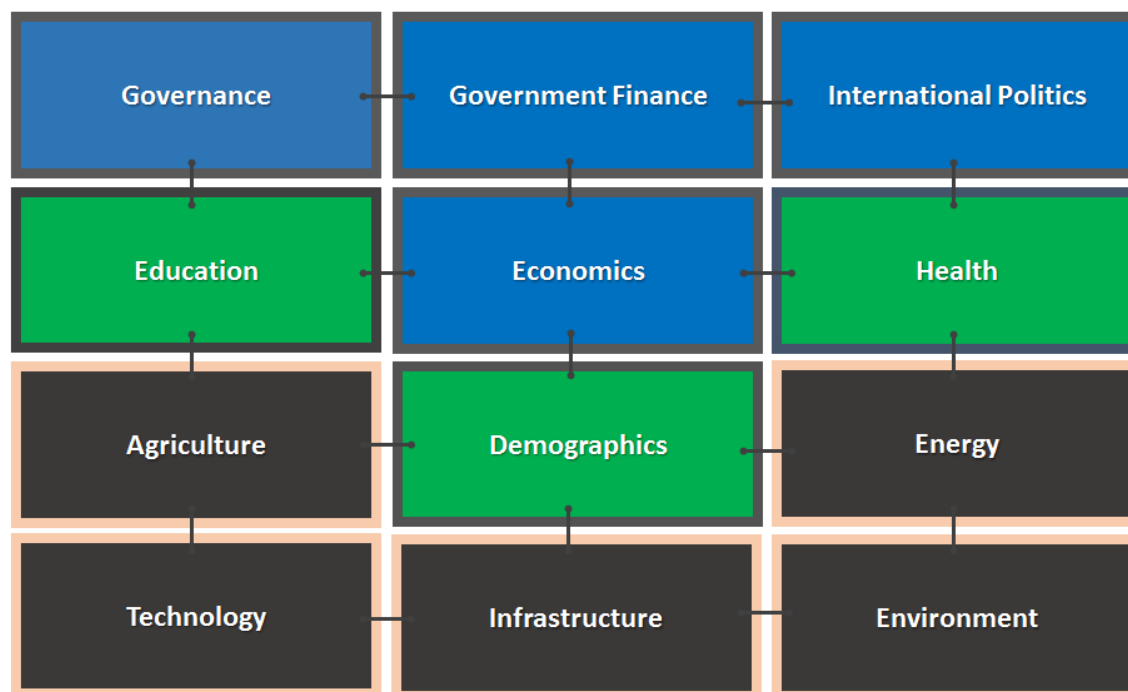 Governance
Government Finance
International Politics
Education
Economics
Health
Agriculture
Demographics
Energy
Technology
Infrastructure
Environment